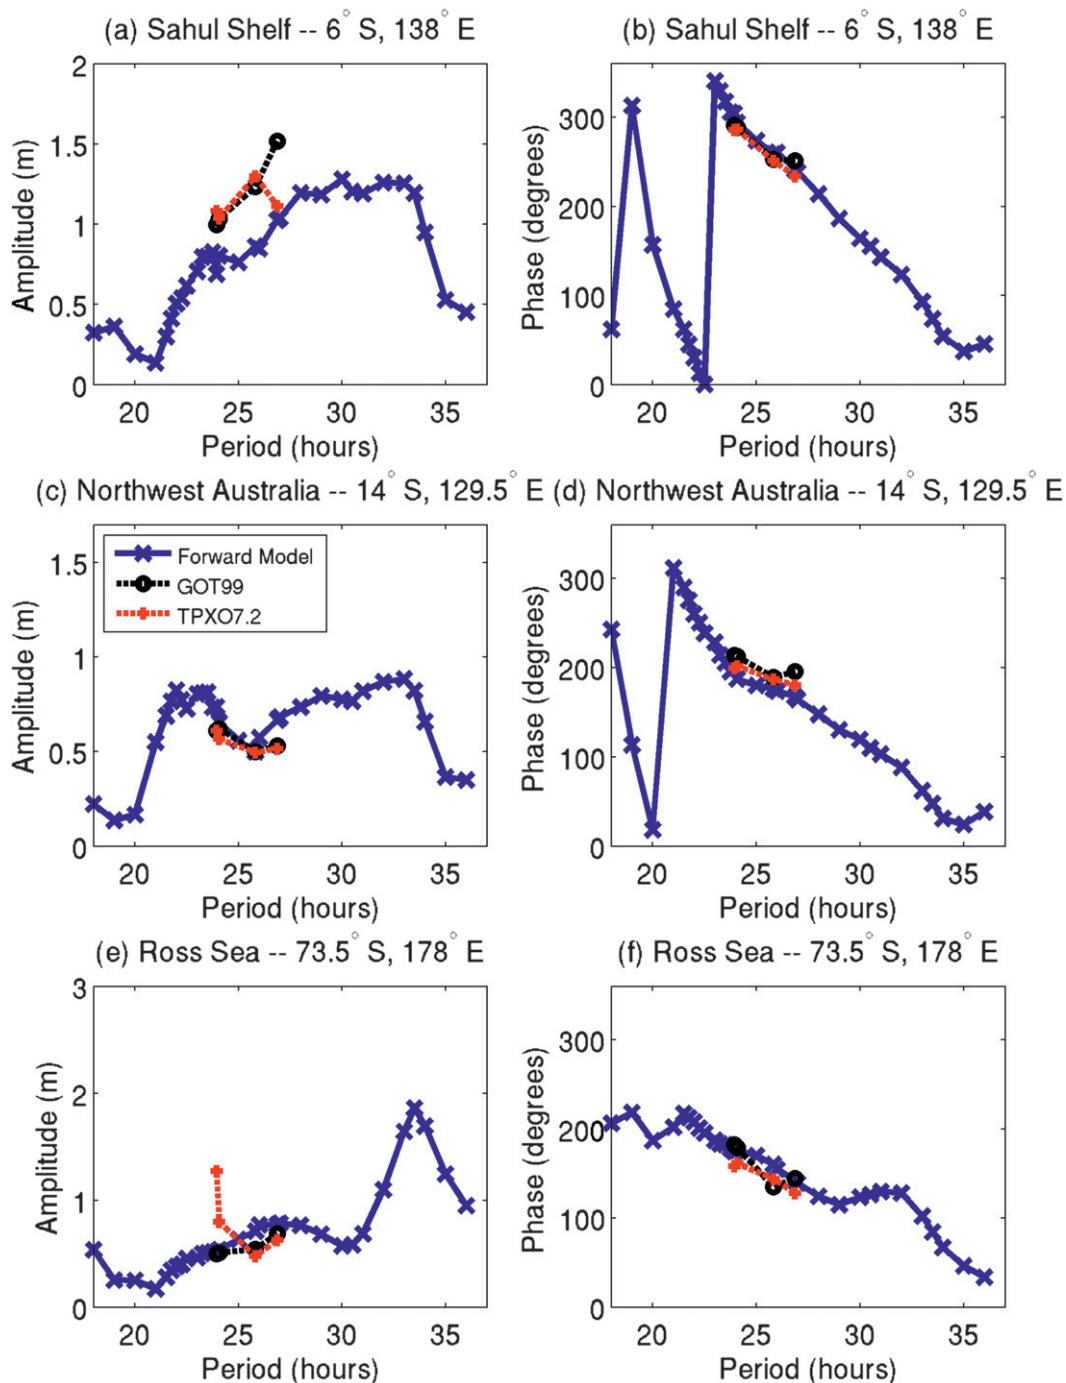 (a) Sahul Shelf -- 6° S, 138° E
(b) Sahul Shelf -- 6° S, 138° E
Amplitude (m)
2
1.5
1
0.5
0
20 25 30 35
Period (hours)
Phase (degrees)
300
200
100
0
20 25 30 35
Period (hours)
(c) Northwest Australia -- 14° S, 129.5° E
(d) Northwest Australia -- 14° S, 129.5° E
Amplitude (m)
1.5
1
0.5
0
Forward Model
GOT99
TPXO7.2
20 25 30 35
Period (hours)
Phase (degrees)
300
200
100
0
20 25 30 35
Period (hours)
(e) Ross Sea -- 73.5° S, 178° E
(f) Ross Sea -- 73.5° S, 178° E
Amplitude (m)
3
2
1
0
20 25 30 35
Period (hours)
Phase (degrees)
300
200
100
0
20 25 30 35
Period (hours)